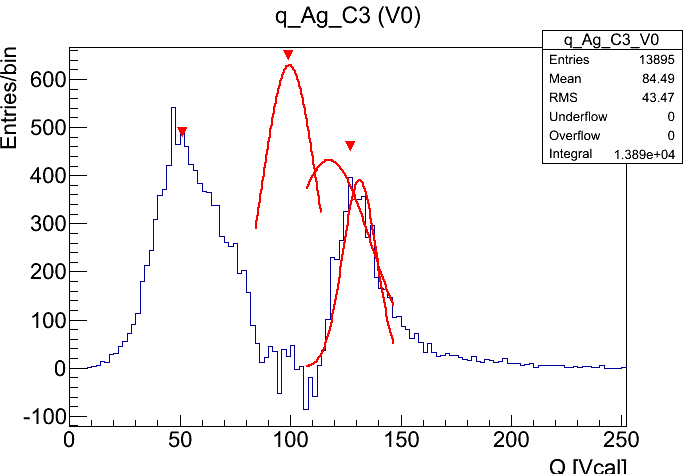 q_Ag_C3 (V0)
Entries/bin
q_Ag_C3_V0
Entries 13895
Mean 84.49
RMS 43.47
Underflow 0
Overflow 0
Integral 1.389e+04
600
500
400
300
200
100
0
-100
0 50 100 150 200 250
Q [Vcal]